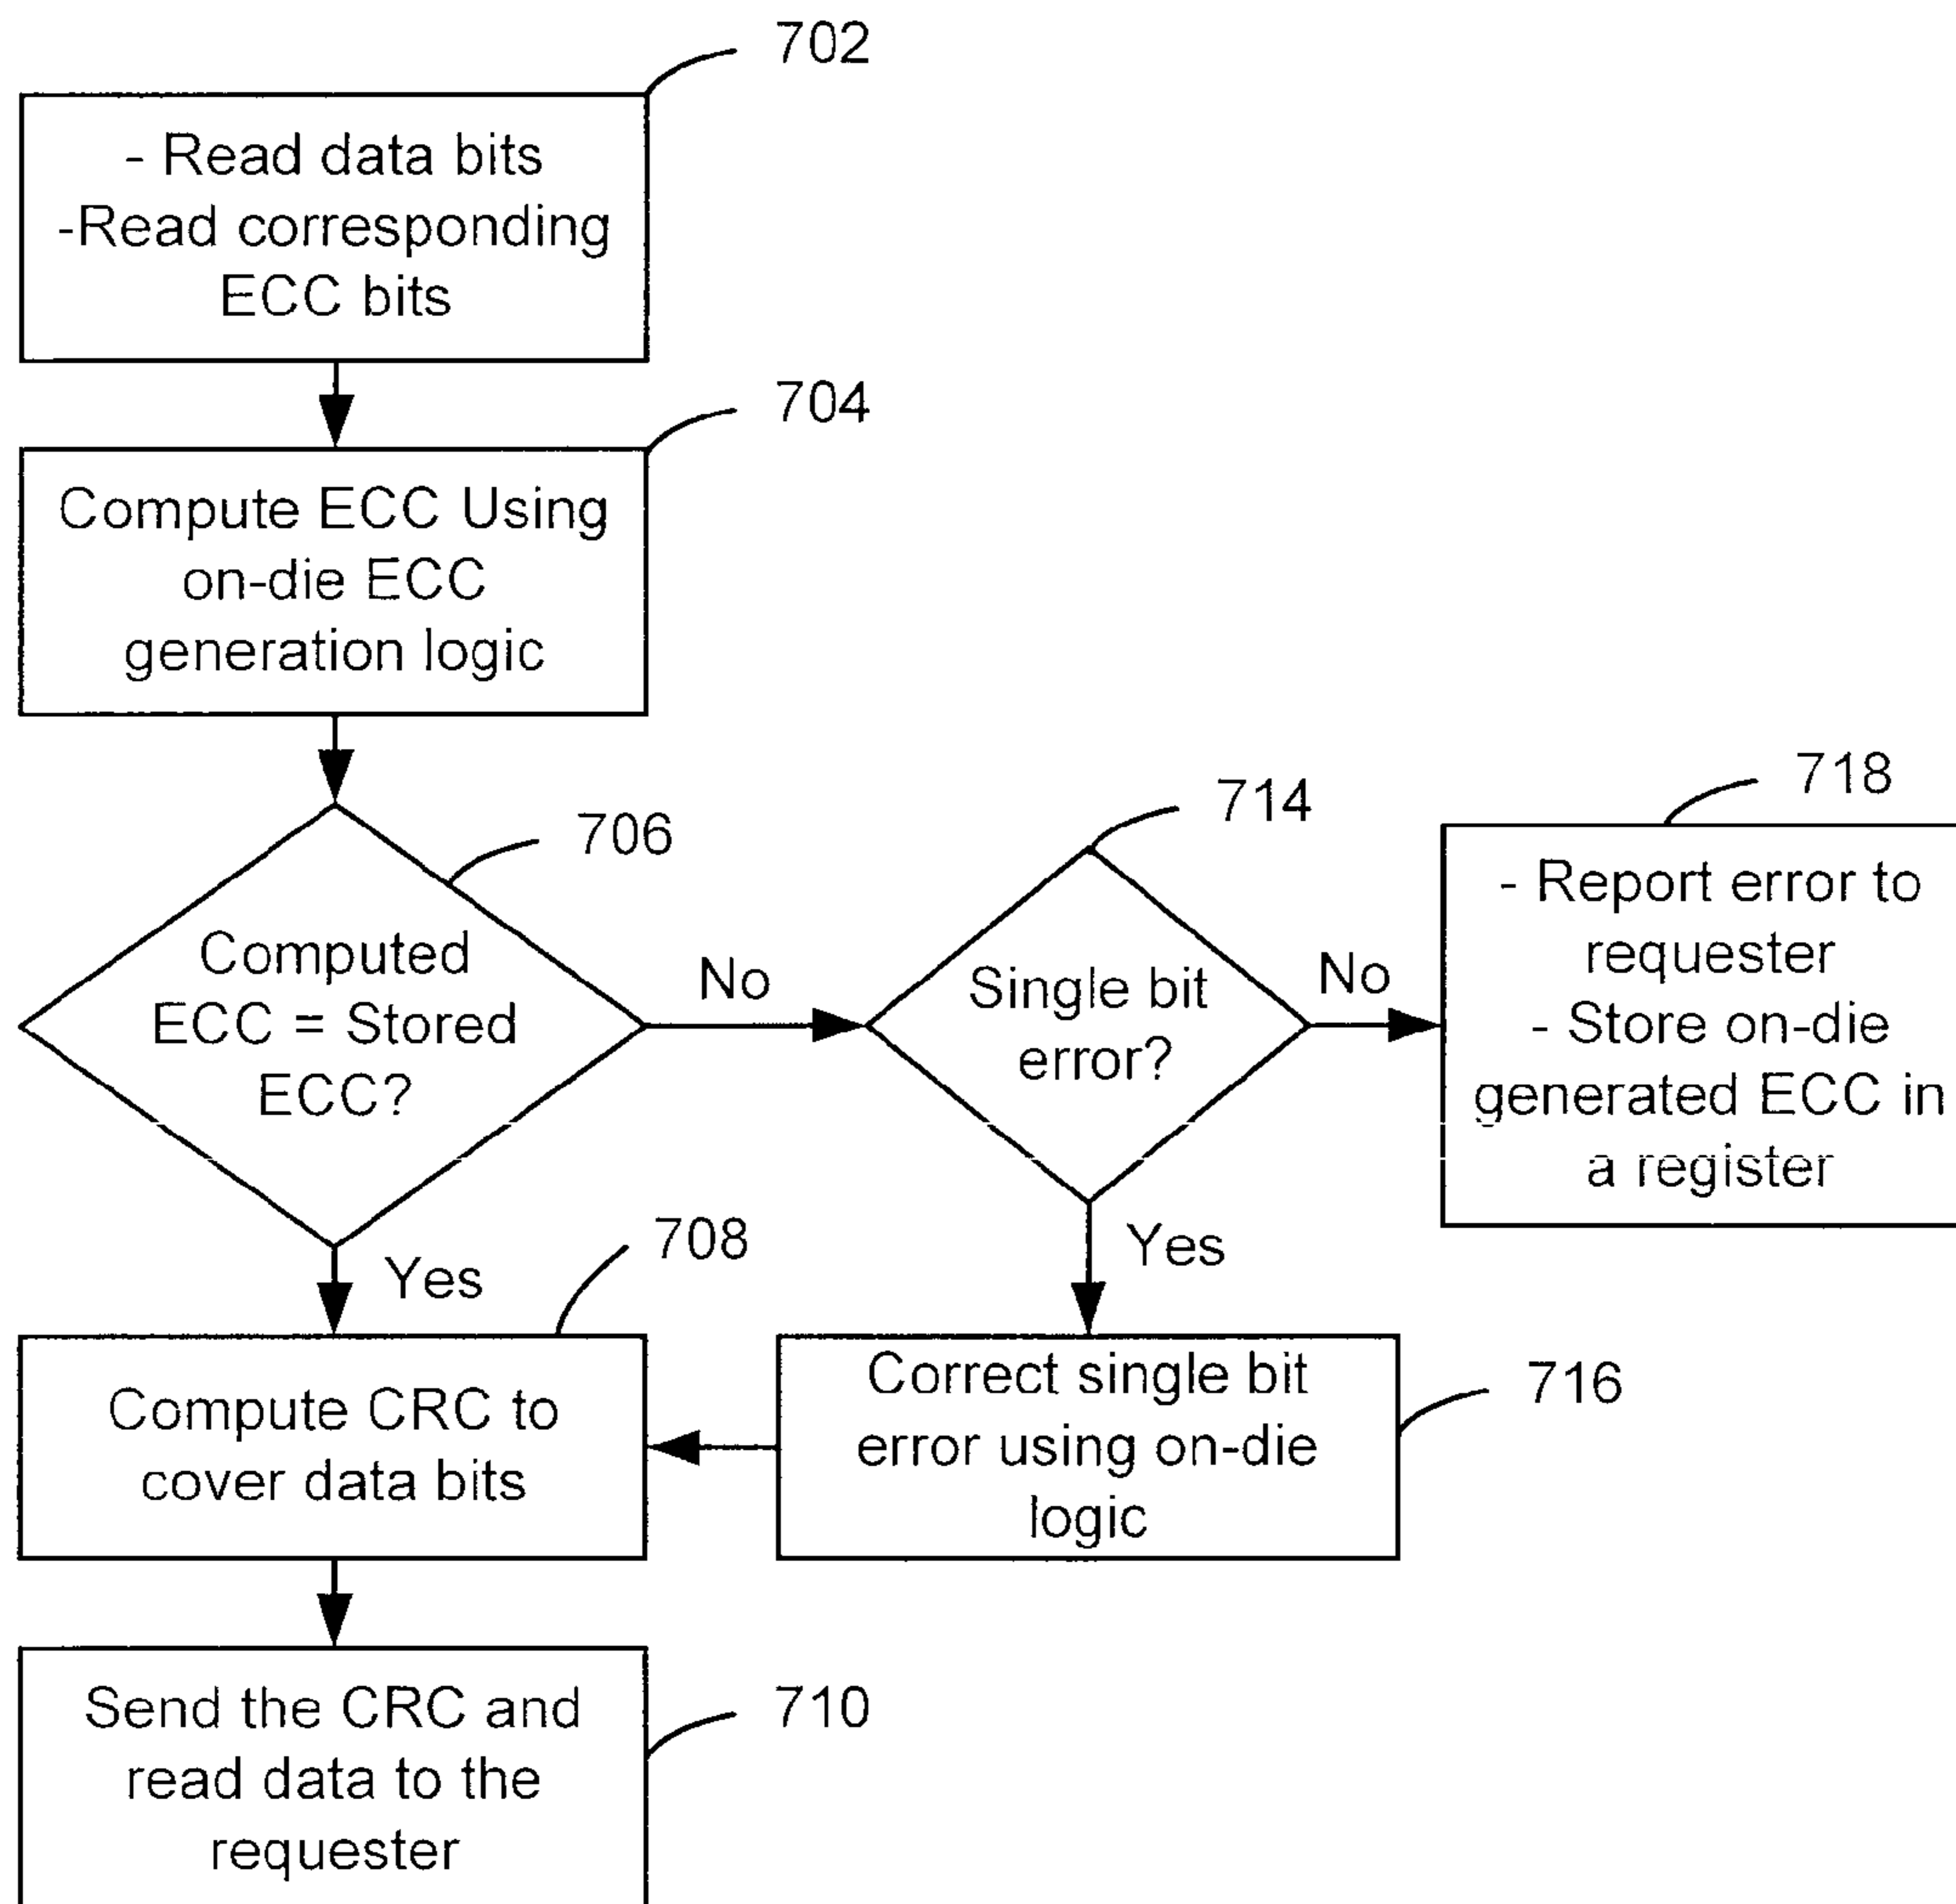 702
- Read data bits
-Read corresponding
ECC bits
704
Compute ECC Using
on-die ECC
generation logic
706
Computed
ECC = Stored
ECC?
No
714
Single bit
error?
No
718
- Report error to
requester
- Store on-die
generated ECC in
a register
Yes
708
Compute CRC to
cover data bits
Yes
Correct single bit
error using on-die
logic
716
Send the CRC and
read data to the
requester
710